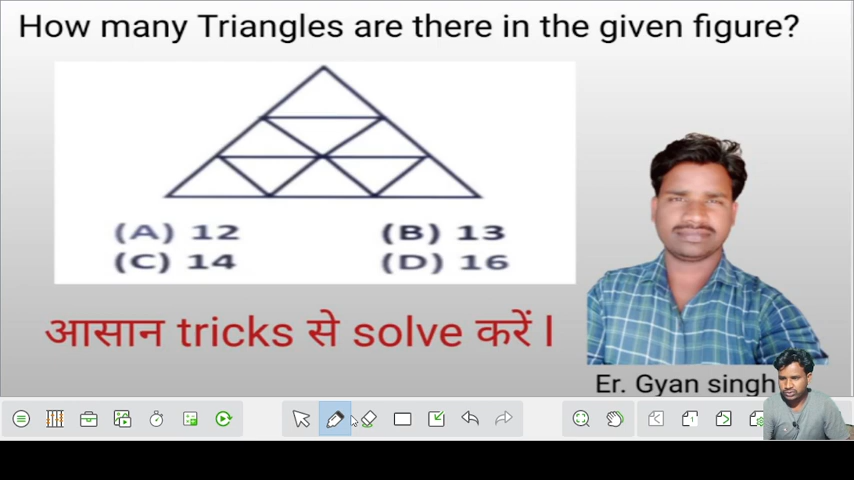 How many Triangles are there in the given figure?
(A) 12 (B) 13
(C) 14 (D) 16
आसान tricks से solve करें l
Er. Gyan singh
1